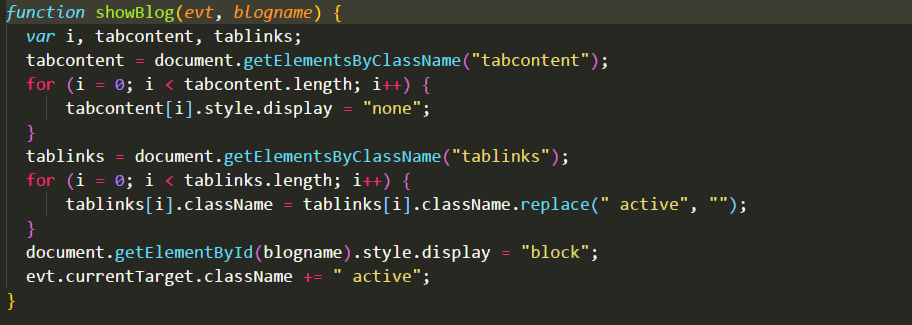 function showBlog(evt, blogname) {
  var i, tabcontent, tablinks;
  tabcontent = document.getElementsByClassName("tabcontent");
  for (i = 0; i < tabcontent.length; i++) {
      tabcontent[i].style.display = "none";
  }
  tablinks = document.getElementsByClassName("tablinks");
  for (i = 0; i < tablinks.length; i++) {
      tablinks[i].className = tablinks[i].className.replace(" active", "");
  }
  document.getElementById(blogname).style.display = "block";
  evt.currentTarget.className += " active";
}